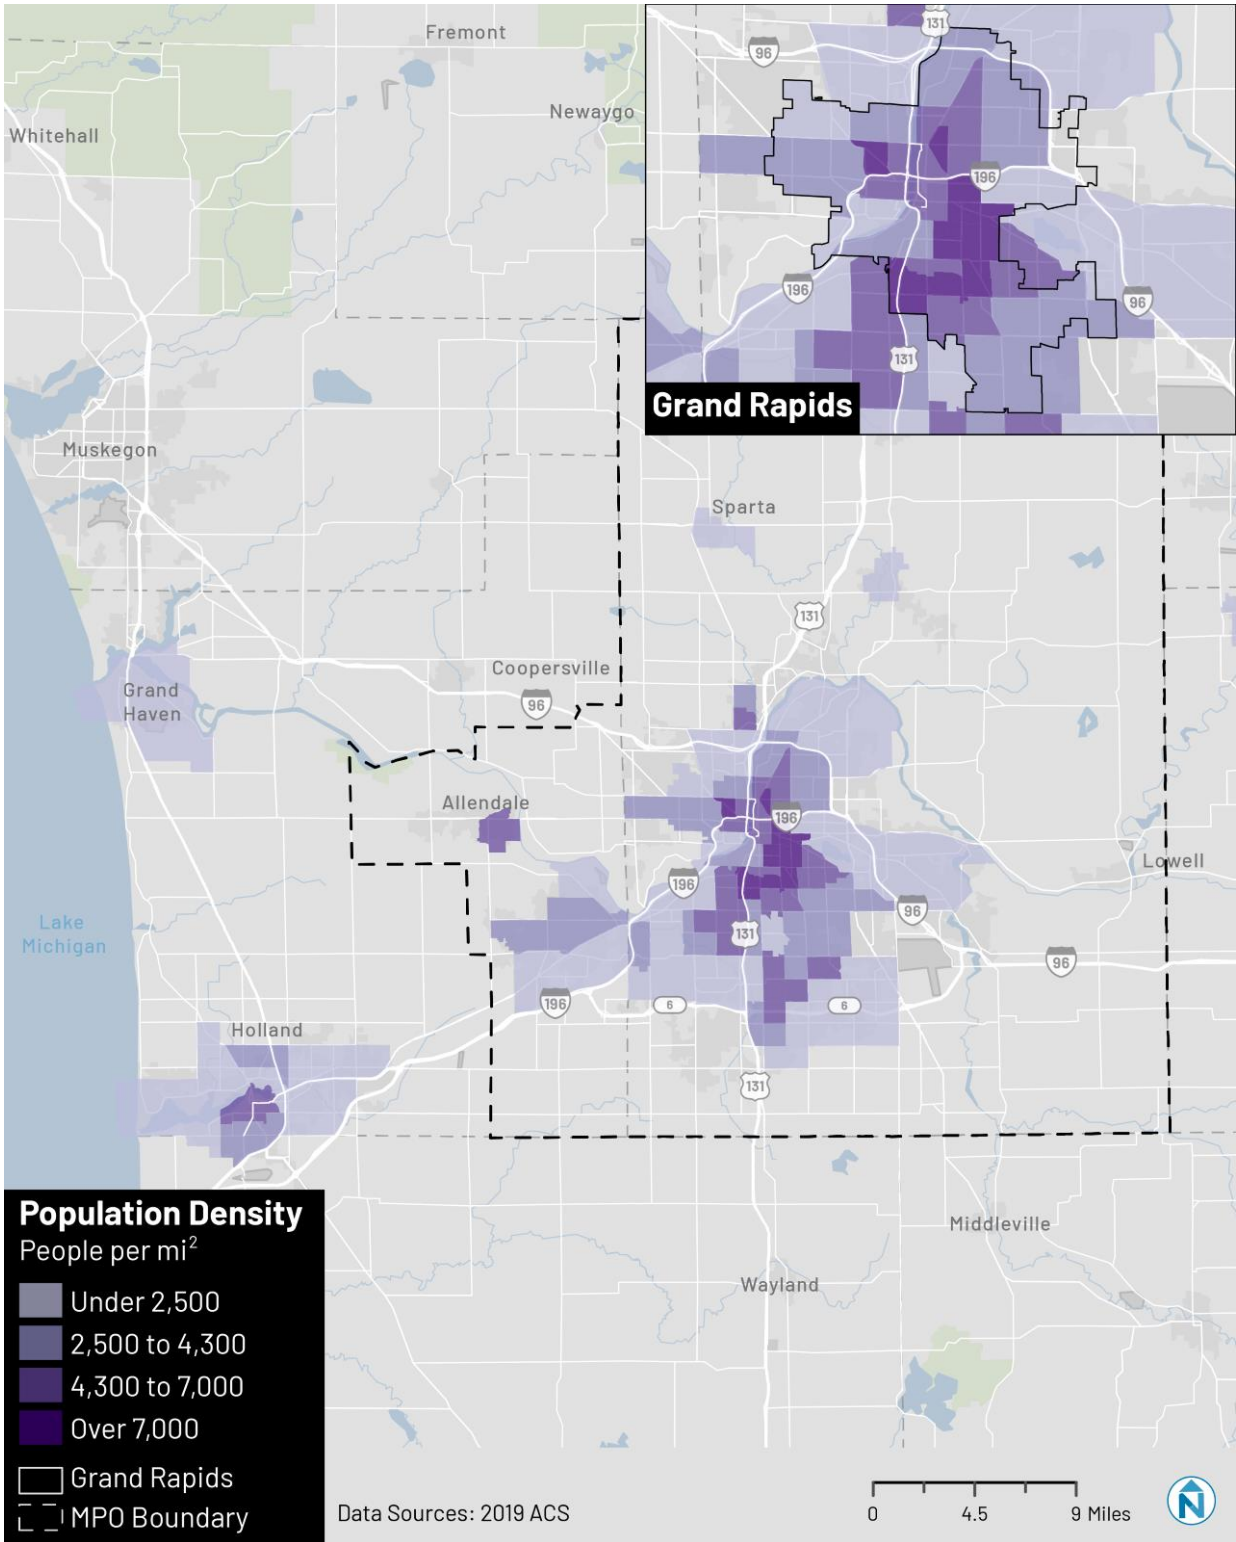 Fremont
Whitehall
Newaygo
131
96
196
196
96
131
Grand Rapids
Muskegon
Sparta
131
Coopersville
96
Grand
Haven
Allendale
196
196
Lowell
Lake
Michigan
131
96
96
196
6
6
Holland
131
Middleville
Wayland
Population Density
People per mi²
Under 2,500
2,500 to 4,300
4,300 to 7,000
Over 7,000
Grand Rapids
MPO Boundary
Data Sources: 2019 ACS
0 4.5 9 Miles
N